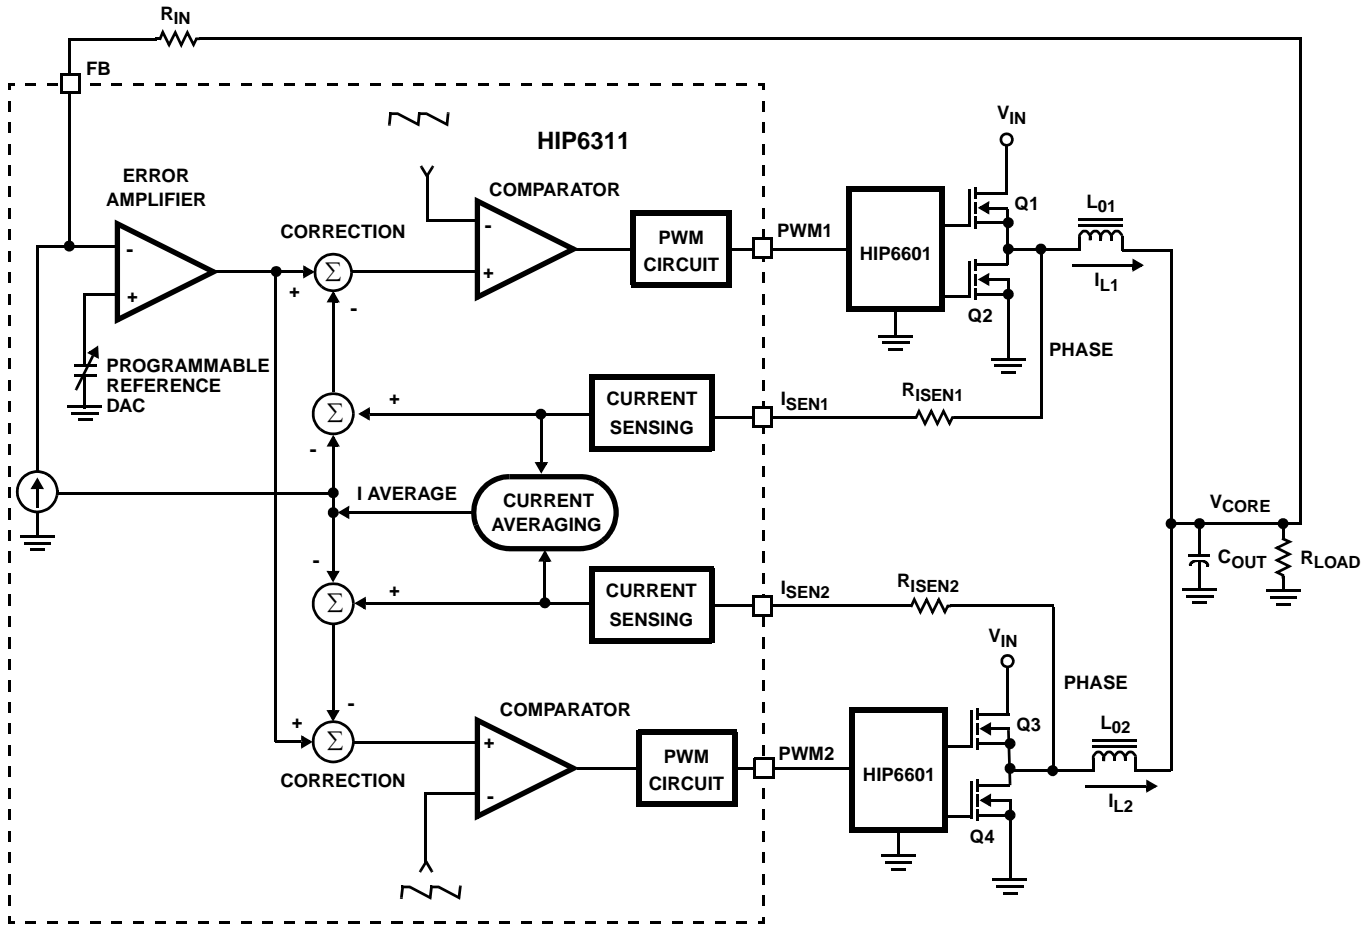 RIN
FB
HIP6311
VIN
ERROR
AMPLIFIER
COMPARATOR
CORRECTION
-
+
-
+
+
-
Σ
PWM
CIRCUIT
PWM1
HIP6601
Q1
Q2
L01
IL1
PHASE
PROGRAMMABLE
REFERENCE
DAC
Σ
+
-
CURRENT
SENSING
ISEN1
RISEN1
I AVERAGE
CURRENT
AVERAGING
VCORE
COUT
RLOAD
-
Σ
+
CURRENT
SENSING
ISEN2
RISEN2
VIN
PHASE
-
+
Σ
CORRECTION
COMPARATOR
+
-
PWM
CIRCUIT
PWM2
HIP6601
Q3
Q4
L02
IL2